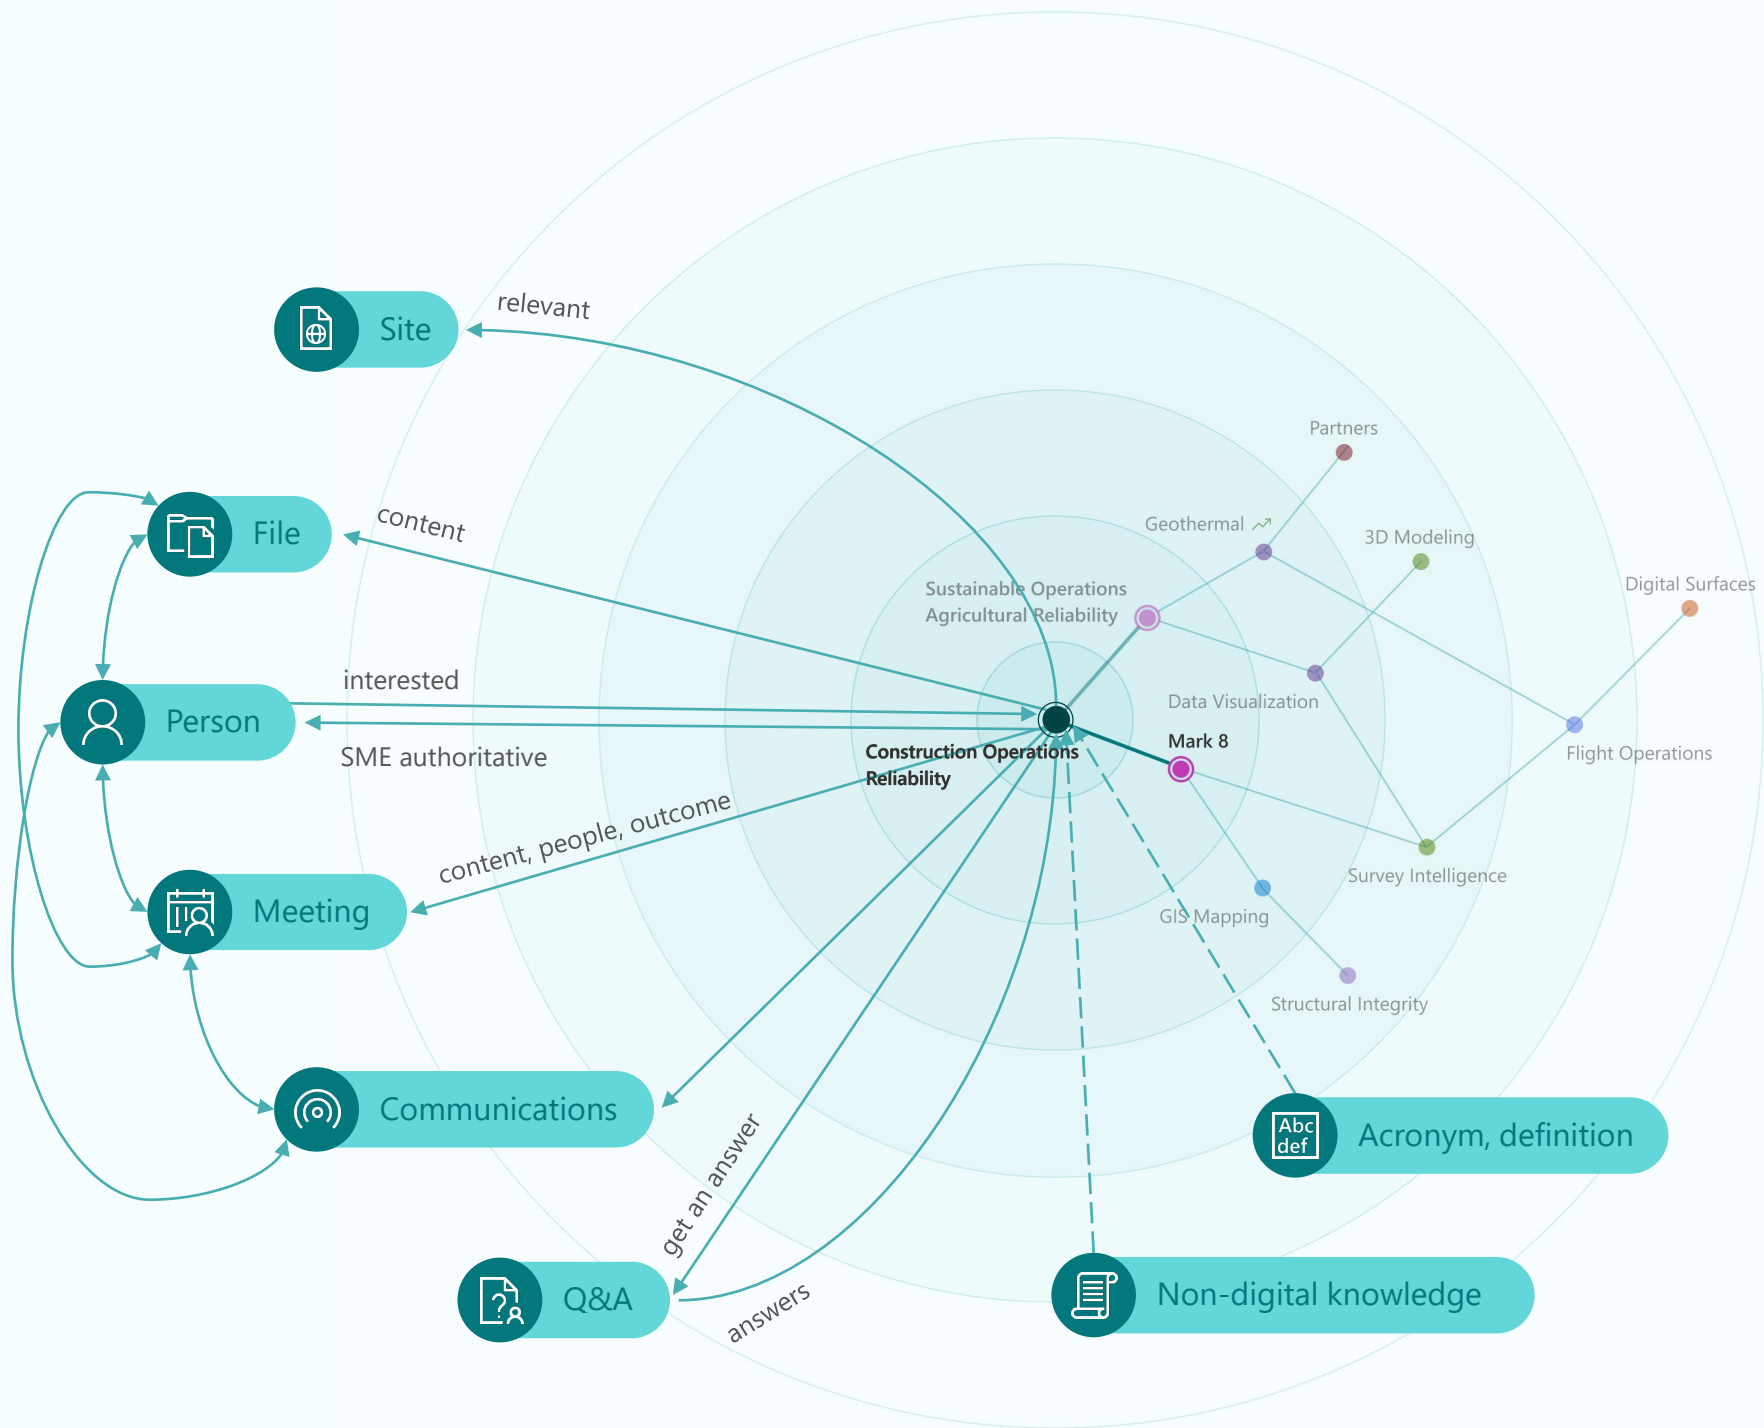 relevant
Site
Partners
content
File
Geothermal
3D Modeling
Sustainable Operations
Agricultural Reliability
Digital Surfaces
interested
Person
SME authoritative
Data Visualization
Construction Operations
Reliability
Mark 8
Flight Operations
content, people, outcome
Meeting
Survey Intelligence
GIS Mapping
Structural Integrity
Communications
get an answer
Abc
def
Acronym, definition
Q&A
answers
Non-digital knowledge